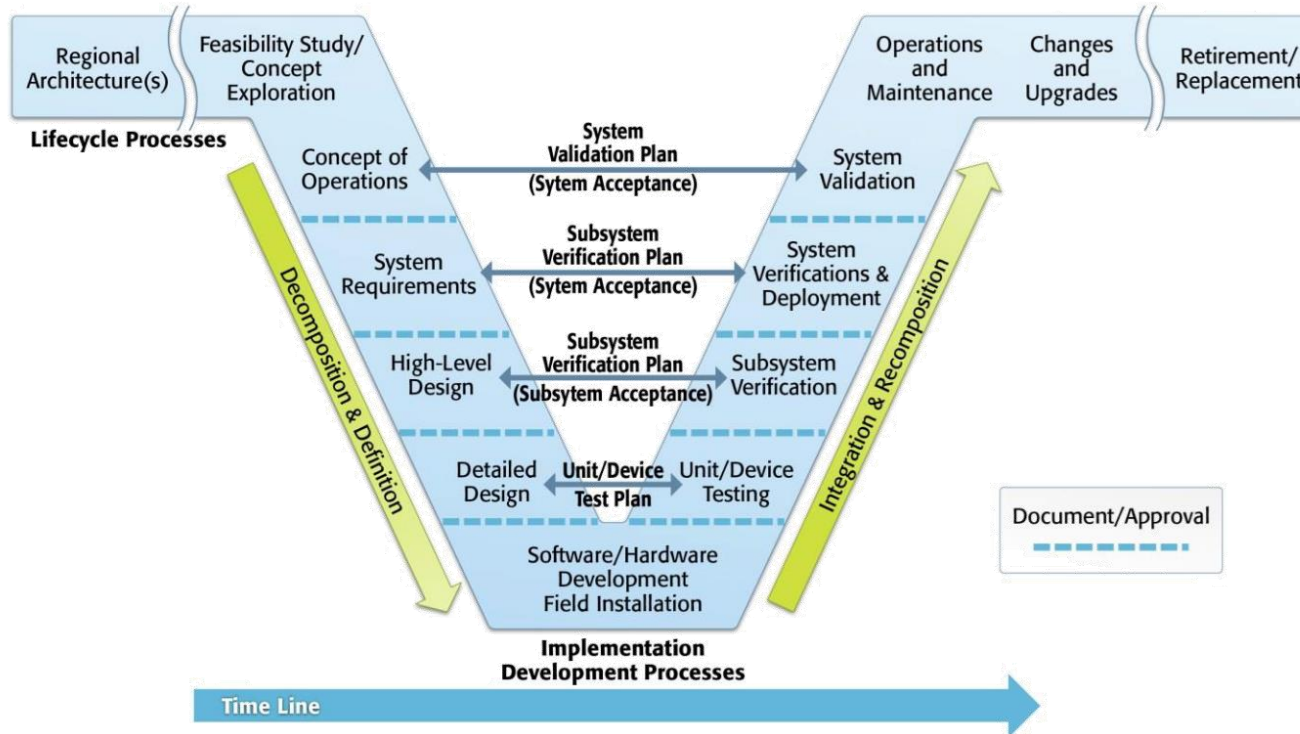 Regional
Architecture(s)
Feasibility Study/
Concept
Exploration
Operations
and
Maintenance
Changes
and
Upgrades
Retirement/
Replacement
Lifecycle Processes
Concept of
Operations
System
Validation Plan
(Sytem Acceptance)
System
Validation
System
Requirements
Subsystem
Verification Plan
(Sytem Acceptance)
System
Verifications &
Deployment
High-Level
Design
Subsystem
Verification Plan
(Subsytem Acceptance)
Subsystem
Verification
Detailed
Design
Unit/Device
Test Plan
Unit/Device
Testing
Decomposition & Definition
Integration & Recomposition
Document/Approval
Software/Hardware
Development
Field Installation
Implementation
Development Processes
Time Line